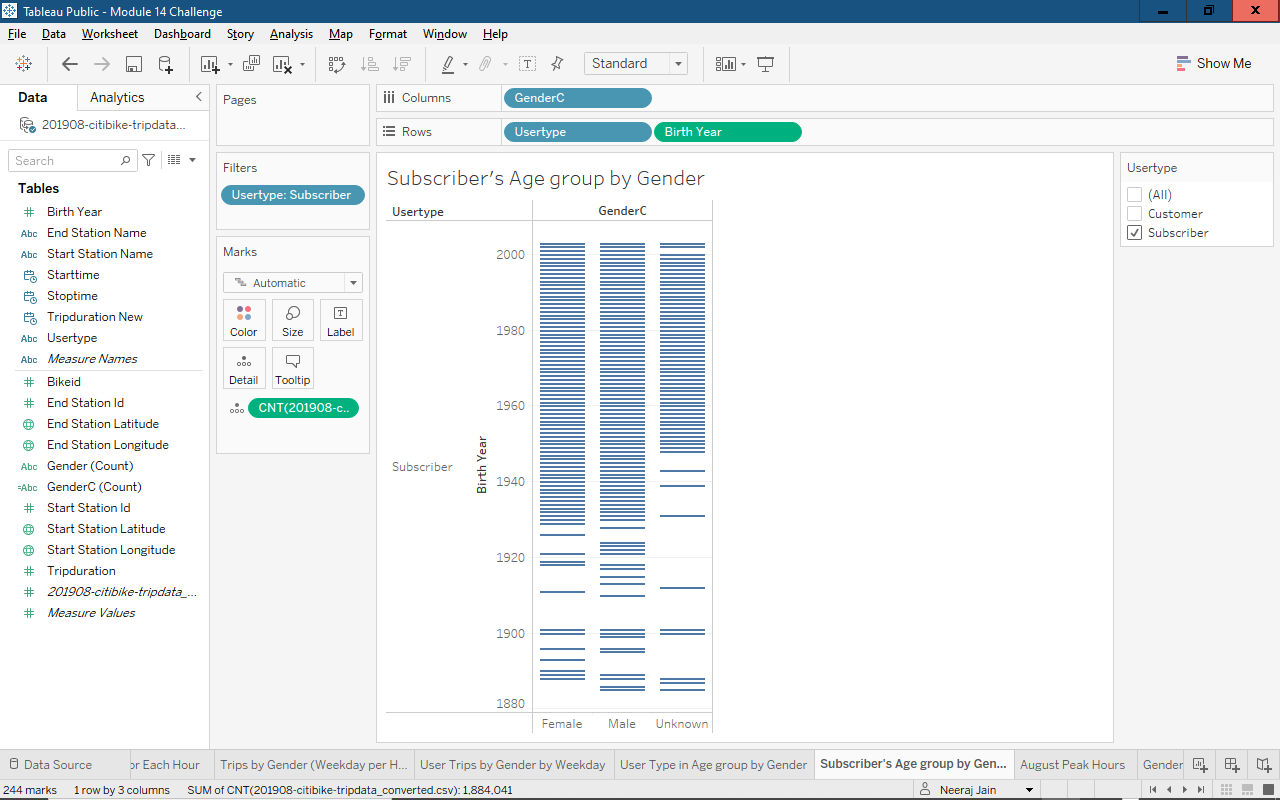 Tableau Public - Module 14 Challenge
File Data Worksheet Dashboard Story Analysis Map Format Window Help
Standard
Show Me
Data Analytics
201908-citibike-tripdata...
Search
Tables
Birth Year
Abc End Station Name
Abc Start Station Name
Starttime
Stoptime
Tripduration New
Abc Usertype
Abc Measure Names
Bikeid
End Station Id
End Station Latitude
End Station Longitude
Abc Gender (Count)
=Abc GenderC (Count)
Start Station Id
Start Station Latitude
Start Station Longitude
Tripduration
201908-citibike-tripdata_...
Measure Values
Pages
Filters
Usertype: Subscriber
Marks
Automatic
Color Size Label
Detail Tooltip
CNT(201908-c..
Columns GenderC
Rows Usertype Birth Year
Subscriber's Age group by Gender
Usertype GenderC
2000
1980
1960
1940
1920
1900
1880
Subscriber
Birth Year
Female Male Unknown
Usertype
(All)
Customer
Subscriber
Data Source
or Each Hour
Trips by Gender (Weekday per H...
User Trips by Gender by Weekday
User Type in Age group by Gender
Subscriber's Age group by Gen...
August Peak Hours
Gender
244 marks 1 row by 3 columns SUM of CNT(201908-citibike-tripdata_converted.csv): 1,884,041
Neeraj Jain